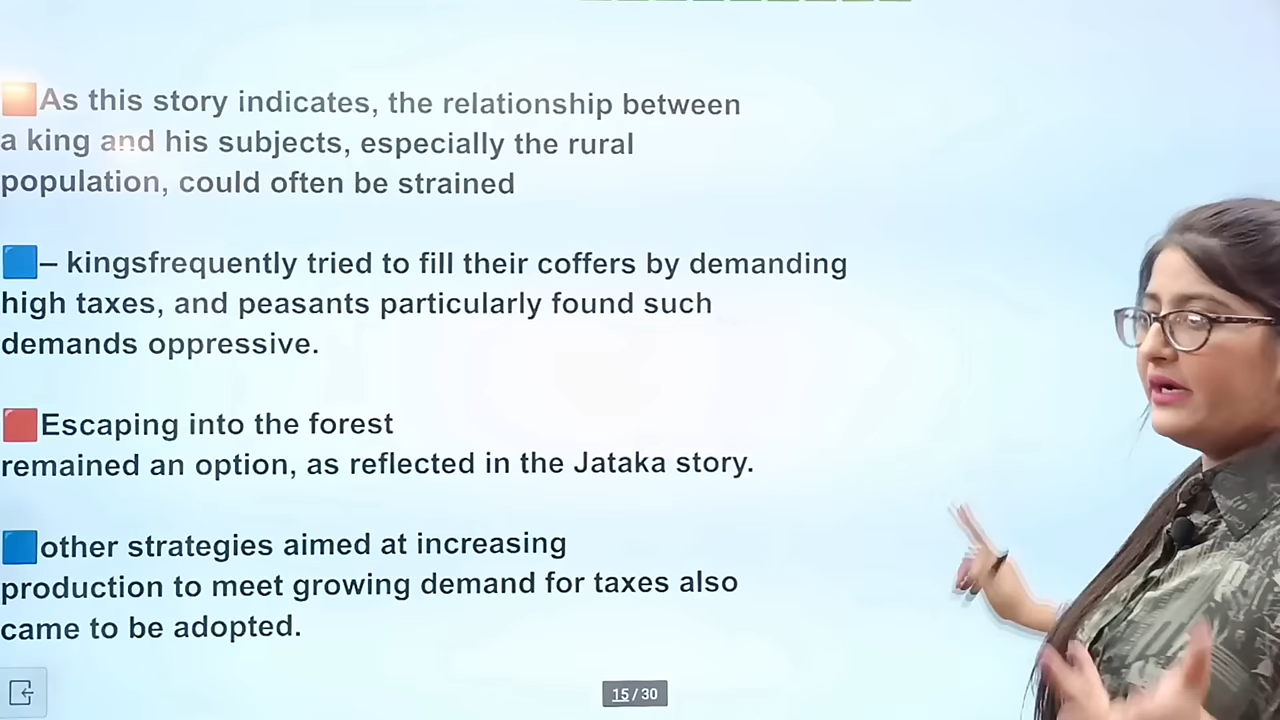 As this story indicates, the relationship between
a king and his subjects, especially the rural
population, could often be strained
– kingsfrequently tried to fill their coffers by demanding
high taxes, and peasants particularly found such
demands oppressive.
Escaping into the forest
remained an option, as reflected in the Jataka story.
other strategies aimed at increasing
production to meet growing demand for taxes also
came to be adopted.
15 / 30